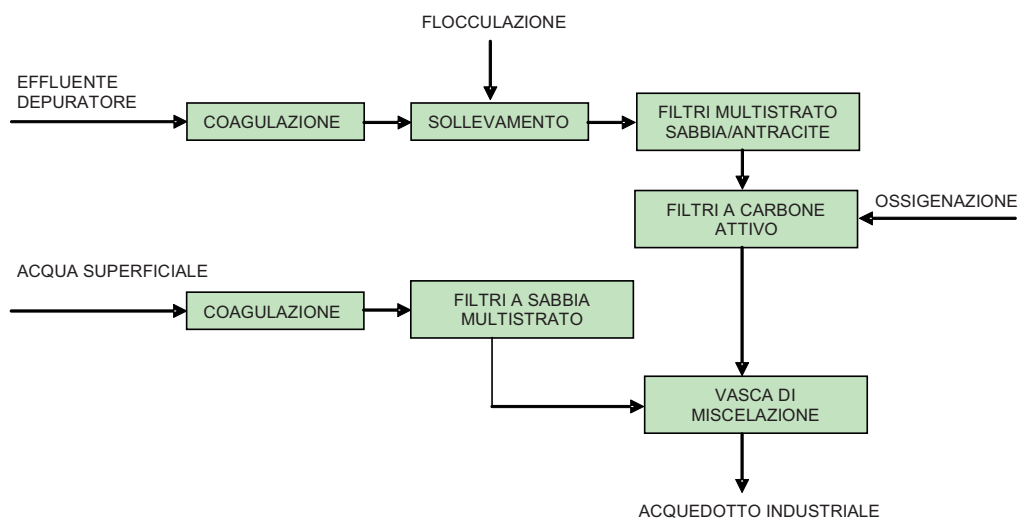 FLOCCULAZIONE
EFFLUENTE
DEPURATORE
COAGULAZIONE
SOLLEVAMENTO
FILTRI MULTISTRATO
SABBIA/ANTRACITE
FILTRI A CARBONE
ATTIVO
OSSIGENAZIONE
ACQUA SUPERFICIALE
COAGULAZIONE
FILTRI A SABBIA
MULTISTRATO
VASCA DI
MISCELAZIONE
ACQUEDOTTO INDUSTRIALE